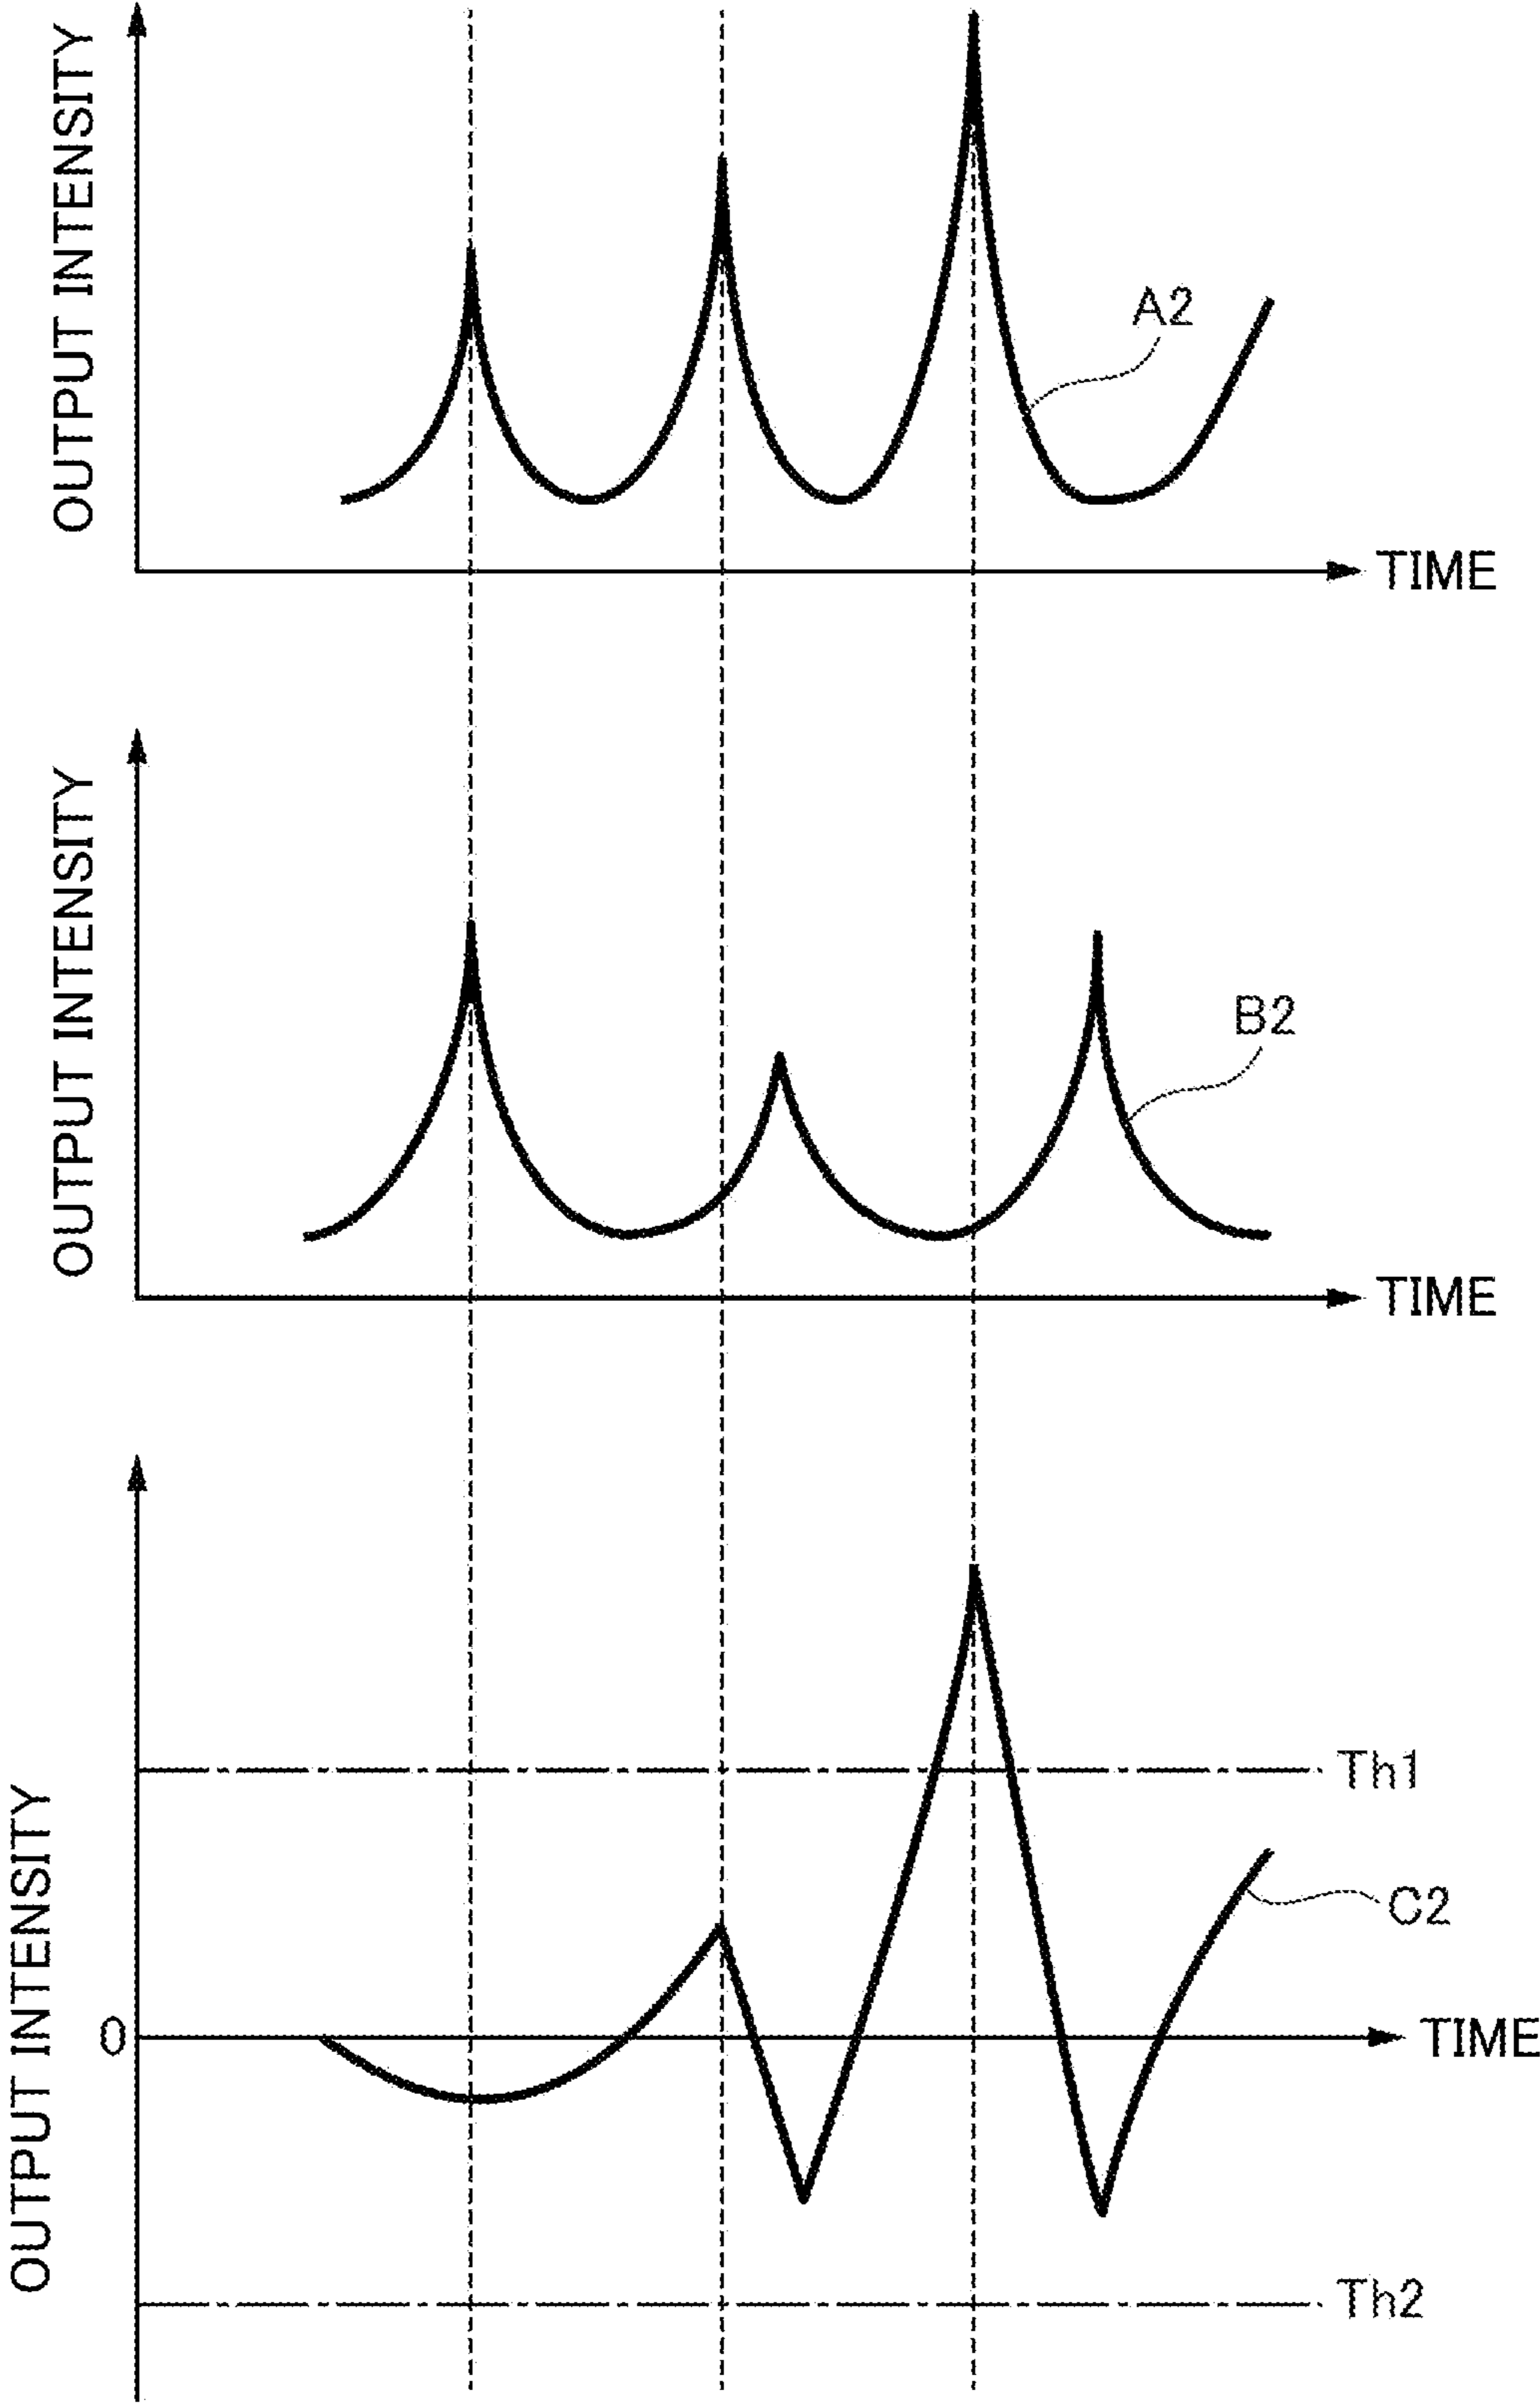 OUTPUT INTENSITY
A2
TIME
OUTPUT INTENSITY
B2
TIME
OUTPUT INTENSITY
Th1
C2
0
TIME
Th2